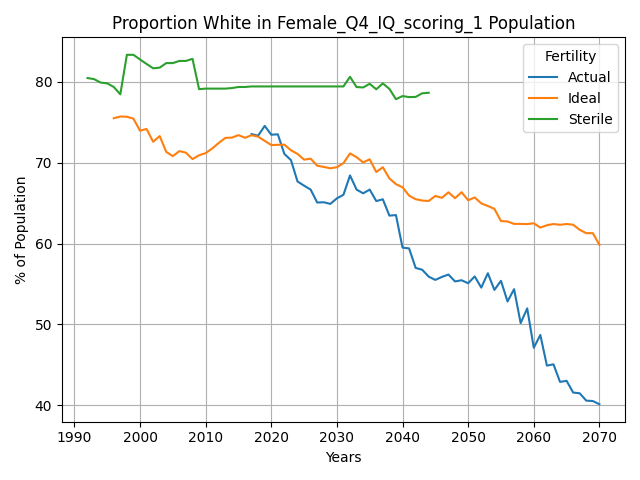 Proportion White in Female_Q4_IQ_scoring_1 Population
Fertility
Actual
Ideal
Sterile
% of Population
80
70
60
50
40
1990
2000
2010
2020
2030
2040
2050
2060
2070
Years